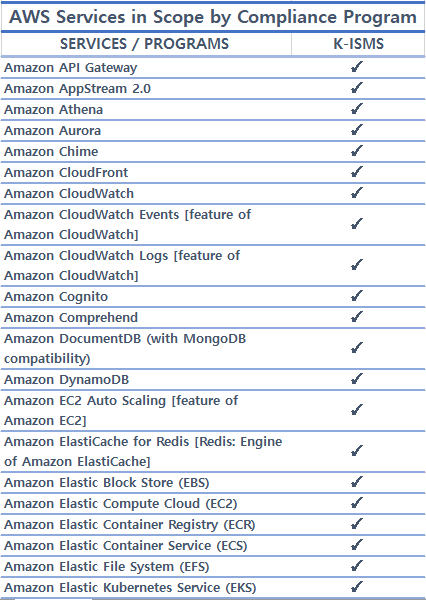 AWS Services in Scope by Compliance Program
SERVICES / PROGRAMS K-ISMS
Amazon API Gateway ✓
Amazon AppStream 2.0 ✓
Amazon Athena ✓
Amazon Aurora ✓
Amazon Chime ✓
Amazon CloudFront ✓
Amazon CloudWatch ✓
Amazon CloudWatch Events [feature of
Amazon CloudWatch] ✓
Amazon CloudWatch Logs [feature of
Amazon CloudWatch] ✓
Amazon Cognito ✓
Amazon Comprehend ✓
Amazon DocumentDB (with MongoDB
compatibility) ✓
Amazon DynamoDB ✓
Amazon EC2 Auto Scaling [feature of
Amazon EC2] ✓
Amazon ElastiCache for Redis [Redis: Engine
of Amazon ElastiCache] ✓
Amazon Elastic Block Store (EBS) ✓
Amazon Elastic Compute Cloud (EC2) ✓
Amazon Elastic Container Registry (ECR) ✓
Amazon Elastic Container Service (ECS) ✓
Amazon Elastic File System (EFS) ✓
Amazon Elastic Kubernetes Service (EKS) ✓